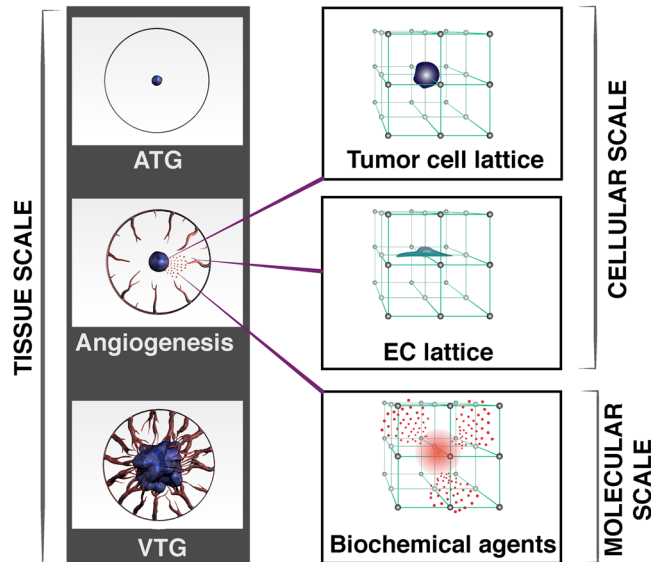 TISSUE SCALE
ATG
Angiogenesis
VTG
Tumor cell lattice
EC lattice
Biochemical agents
CELLULAR SCALE
MOLECULAR
SCALE